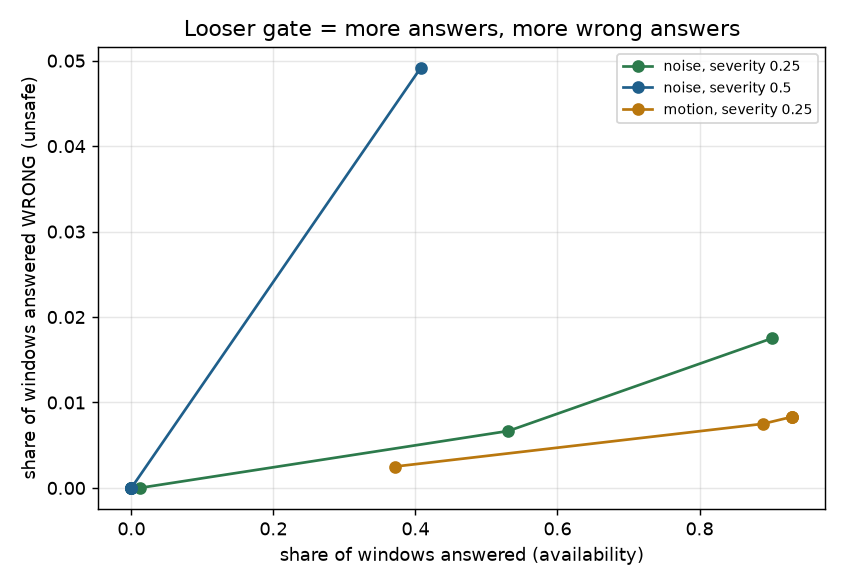 Looser gate = more answers, more wrong answers
share of windows answered WRONG (unsafe)
0.05
0.04
0.03
0.02
0.01
0.00
noise, severity 0.25
noise, severity 0.5
motion, severity 0.25
0.0 0.2 0.4 0.6 0.8
share of windows answered (availability)